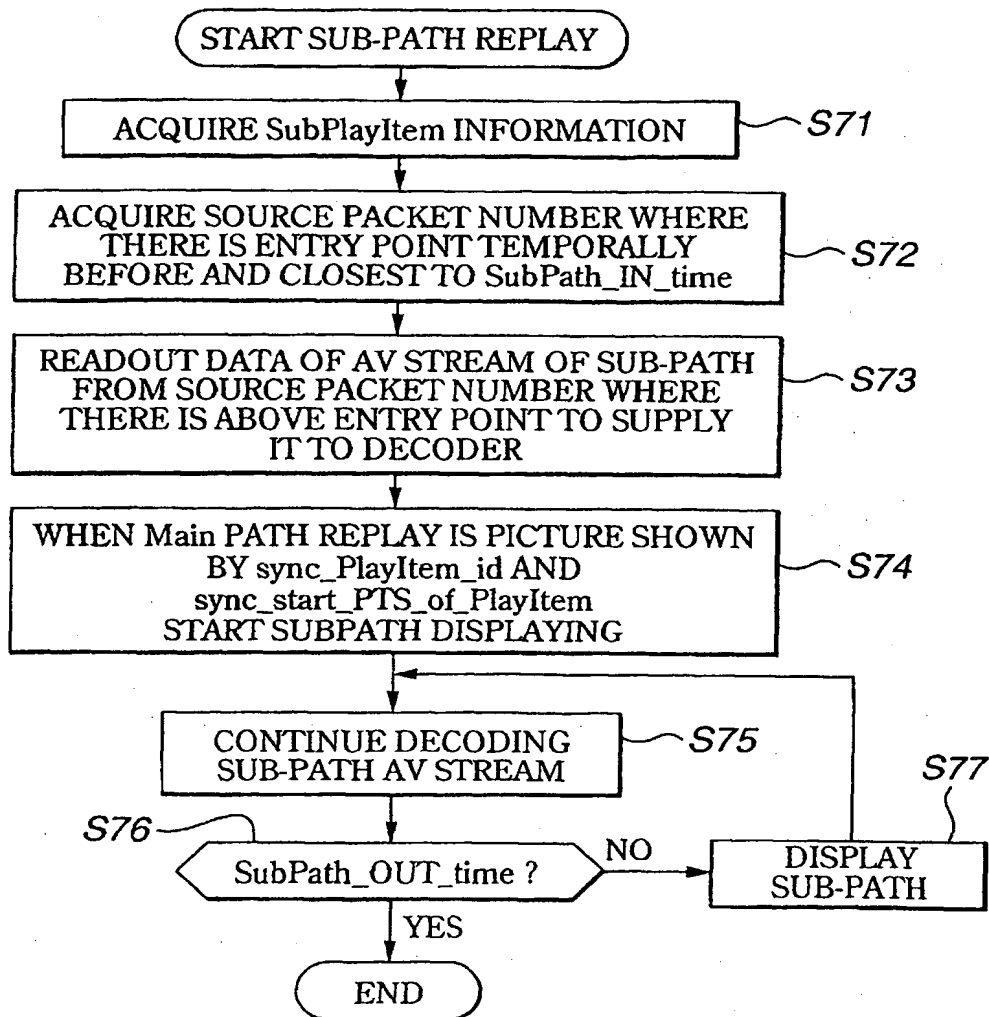 START SUB-PATH REPLAY
ACQUIRE SubPlayItem INFORMATION
S71
ACQUIRE SOURCE PACKET NUMBER WHERE
THERE IS ENTRY POINT TEMPORALLY
BEFORE AND CLOSEST TO SubPath_IN_time
S72
READOUT DATA OF AV STREAM OF SUB-PATH
FROM SOURCE PACKET NUMBER WHERE
THERE IS ABOVE ENTRY POINT TO SUPPLY
IT TO DECODER
S73
WHEN Main PATH REPLAY IS PICTURE SHOWN
BY sync_PlayItem_id AND
sync_start_PTS_of_PlayItem
START SUBPATH DISPLAYING
S74
CONTINUE DECODING
SUB-PATH AV STREAM
S75
S76
SubPath_OUT_time ?
NO
S77
DISPLAY
SUB-PATH
YES
END